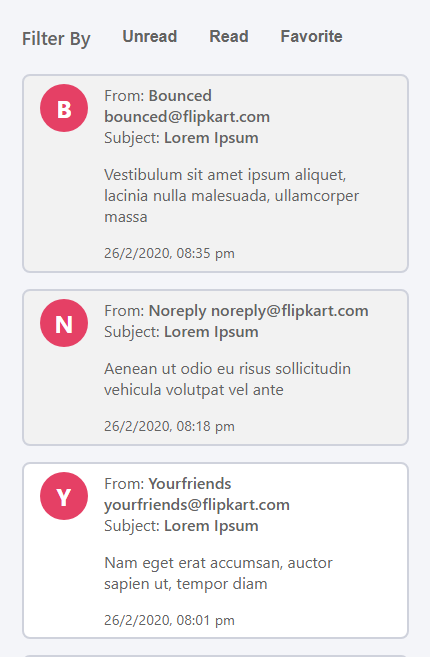 Filter By Unread Read Favorite
B
From: Bounced
bounced@flipkart.com
Subject: Lorem Ipsum
Vestibulum sit amet ipsum aliquet,
lacinia nulla malesuada, ullamcorper
massa
26/2/2020, 08:35 pm
N
From: Noreply noreply@flipkart.com
Subject: Lorem Ipsum
Aenean ut odio eu risus sollicitudin
vehicula volutpat vel ante
26/2/2020, 08:18 pm
Y
From: Yourfriends
yourfriends@flipkart.com
Subject: Lorem Ipsum
Nam eget erat accumsan, auctor
sapien ut, tempor diam
26/2/2020, 08:01 pm